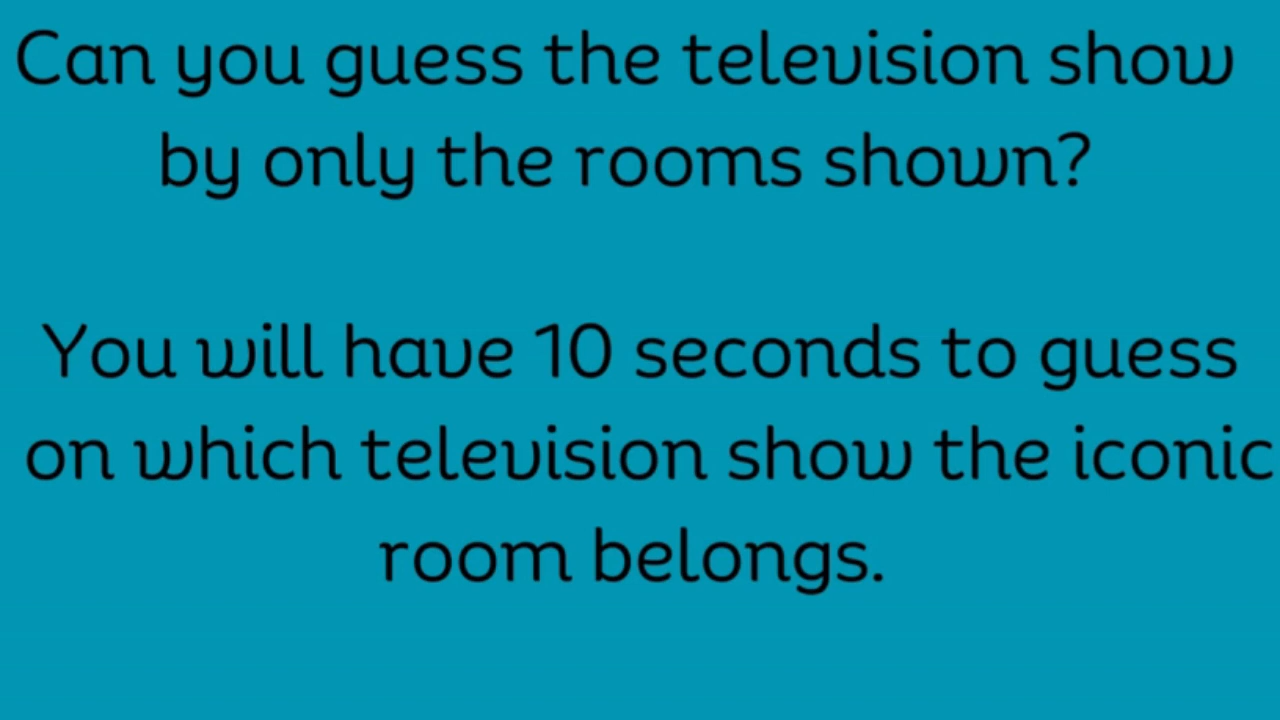 Can you guess the television show
by only the rooms shown?
You will have 10 seconds to guess
on which television show the iconic
room belongs.